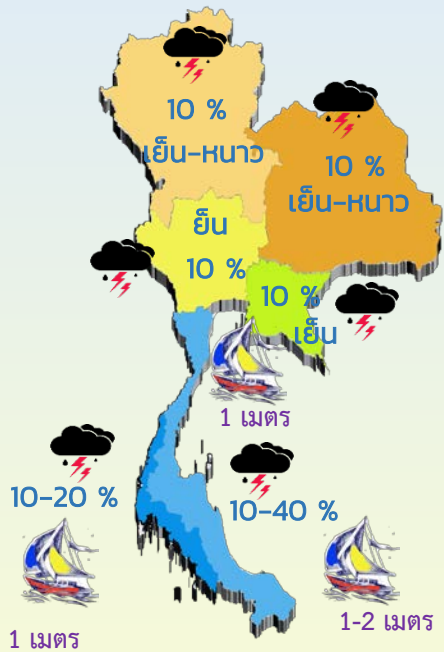 10 %
เย็น-หนาว
10 %
เย็น-หนาว
ย็น
10 %
10 %
เย็น
1 เมตร
10-20 %
10-40 %
1 เมตร
1-2 เมตร